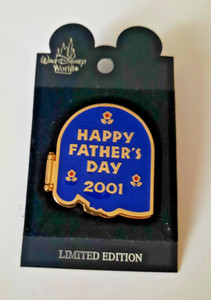 Walt Disney
World
HAPPY
FATHER'S
DAY
2001
LIMITED EDITION